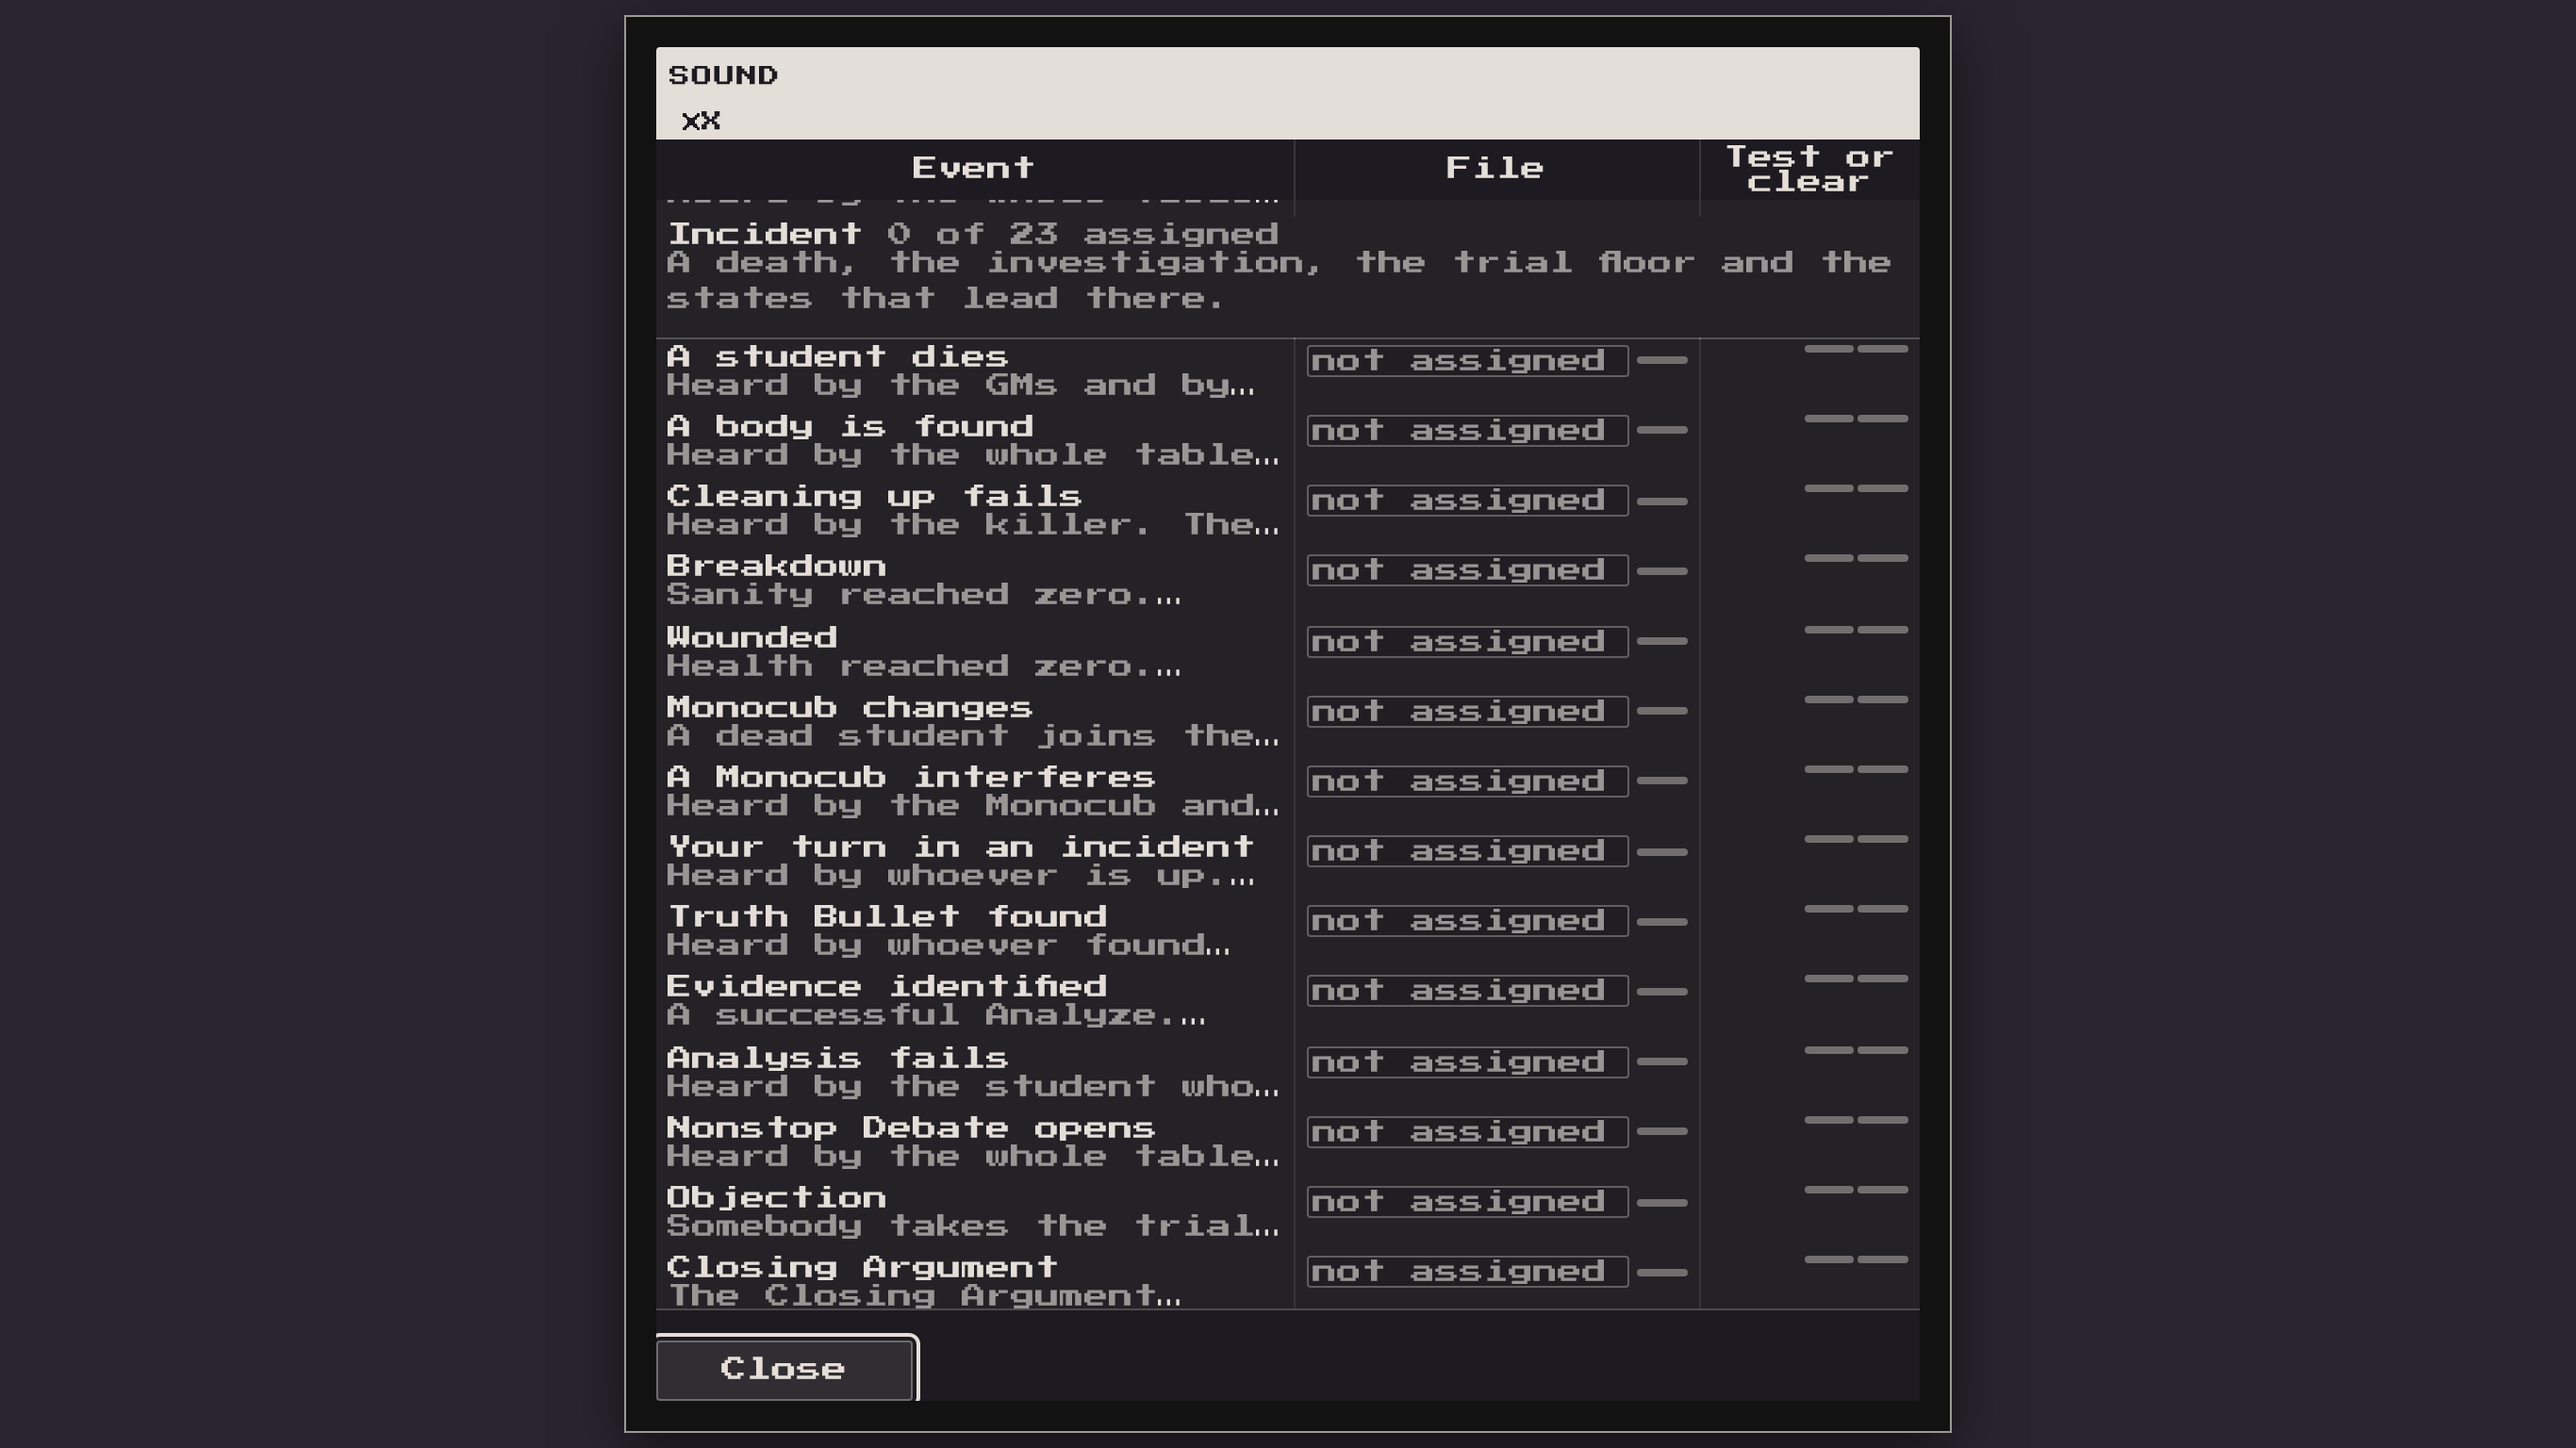 SOUND
xX
Event File Test or clear
Incident 0 of 23 assigned
A death, the investigation, the trial floor and the
states that lead there.
A student dies not assigned
Heard by the GMs and by…
A body is found not assigned
Heard by the whole table…
Cleaning up fails not assigned
Heard by the killer. The…
Breakdown not assigned
Sanity reached zero.…
Wounded not assigned
Health reached zero.…
Monocub changes not assigned
A dead student joins the…
A Monocub interferes not assigned
Heard by the Monocub and…
Your turn in an incident not assigned
Heard by whoever is up.…
Truth Bullet found not assigned
Heard by whoever found…
Evidence identified not assigned
A successful Analyze.…
Analysis fails not assigned
Heard by the student who…
Nonstop Debate opens not assigned
Heard by the whole table…
Objection not assigned
Somebody takes the trial…
Closing Argument not assigned
The Closing Argument…
Close